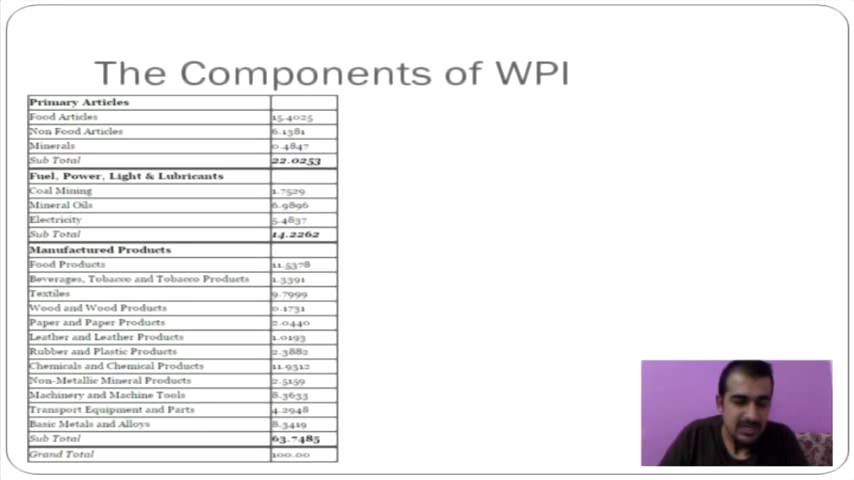 The Components of WPI
Primary Articles
Food Articles 15.4025
Non Food Articles 6.1381
Minerals 0.4847
Sub Total 22.0253
Fuel, Power, Light & Lubricants
Coal Mining 1.7529
Mineral Oils 6.9896
Electricity 5.4837
Sub Total 14.2262
Manufactured Products
Food Products 11.5378
Beverages, Tobacco and Tobacco Products 1.3391
Textiles 9.7999
Wood and Wood Products 0.1731
Paper and Paper Products 2.0440
Leather and Leather Products 1.0193
Rubber and Plastic Products 2.3882
Chemicals and Chemical Products 11.9312
Non-Metallic Mineral Products 2.5159
Machinery and Machine Tools 8.3633
Transport Equipment and Parts 4.2948
Basic Metals and Alloys 8.3419
Sub Total 63.7485
Grand Total 100.00